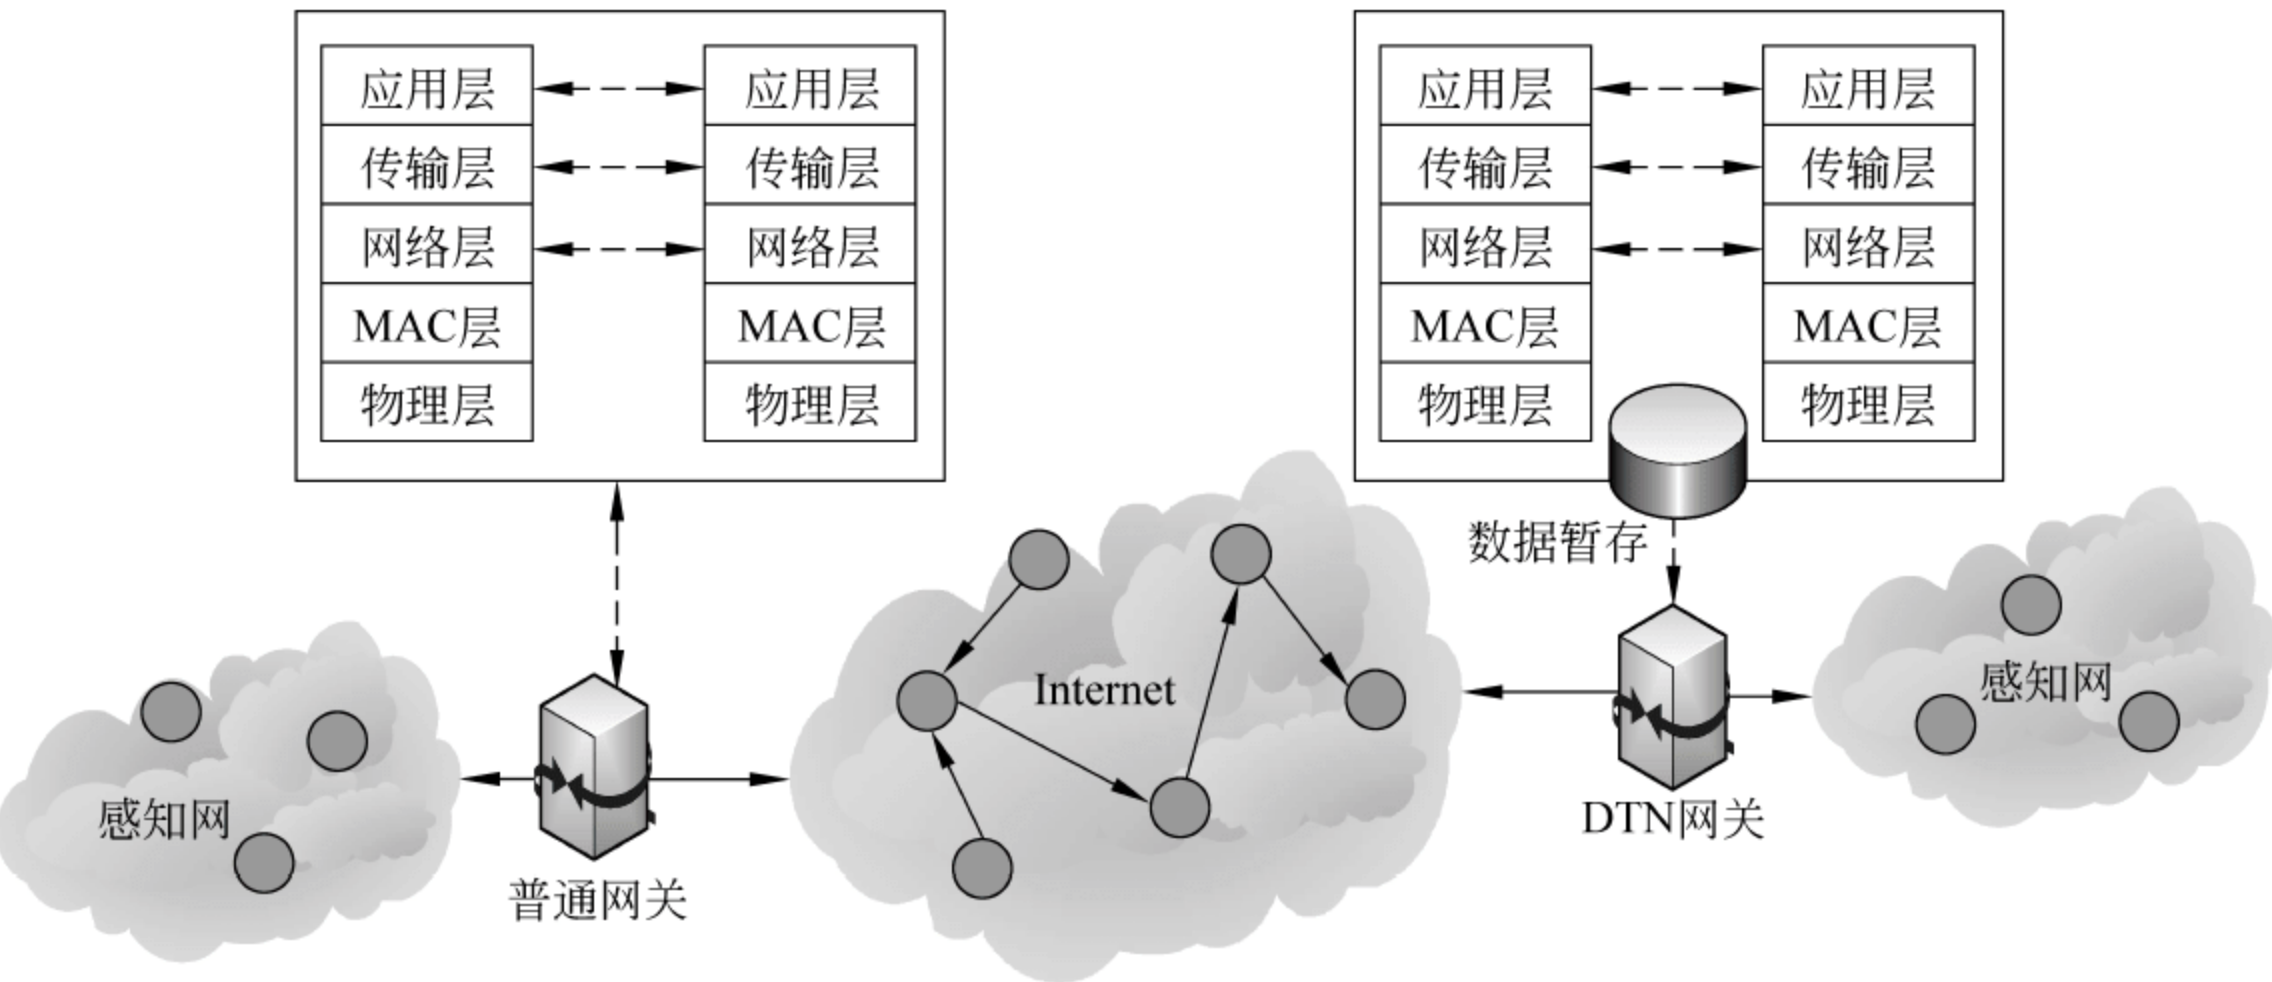 应用层
传输层
网络层
MAC层
物理层
应用层
传输层
网络层
MAC层
物理层
应用层
传输层
网络层
MAC层
物理层
应用层
传输层
网络层
MAC层
物理层
数据暂存
感知网
普通网关
Internet
DTN网关
感知网